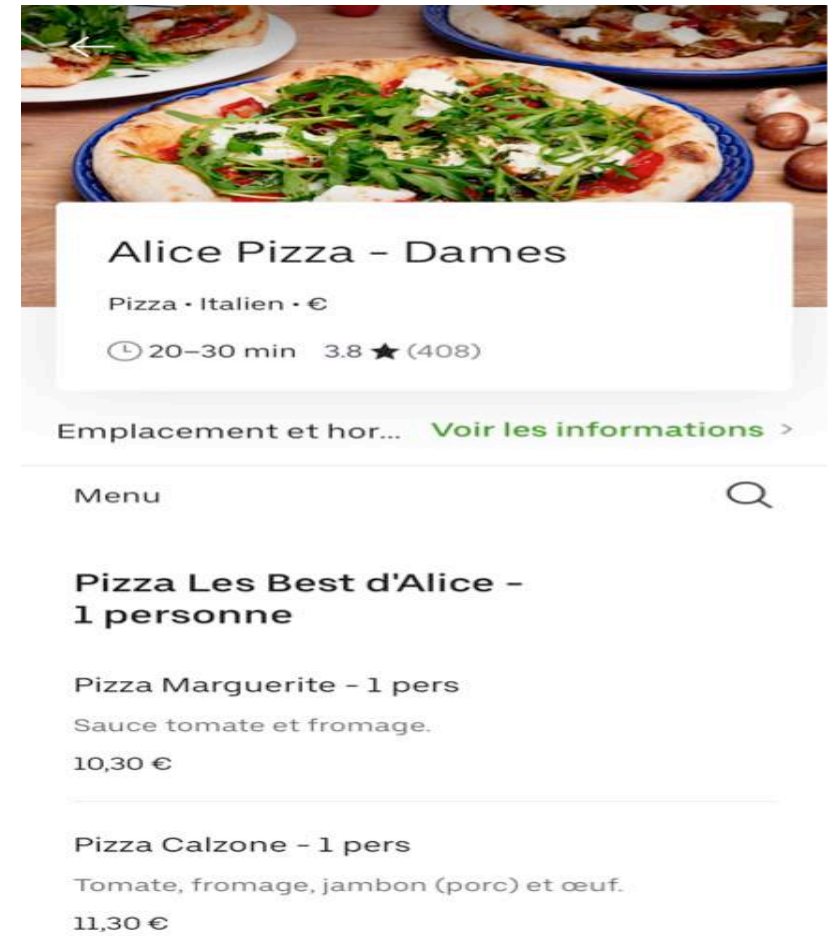 Alice Pizza – Dames
Pizza • Italien • €
20–30 min 3.8 ★ (408)
Emplacement et hor... Voir les informations >
Menu
Pizza Les Best d'Alice –
1 personne
Pizza Marguerite – 1 pers
Sauce tomate et fromage.
10,30 €
Pizza Calzone – 1 pers
Tomate, fromage, jambon (porc) et œuf.
11,30 €